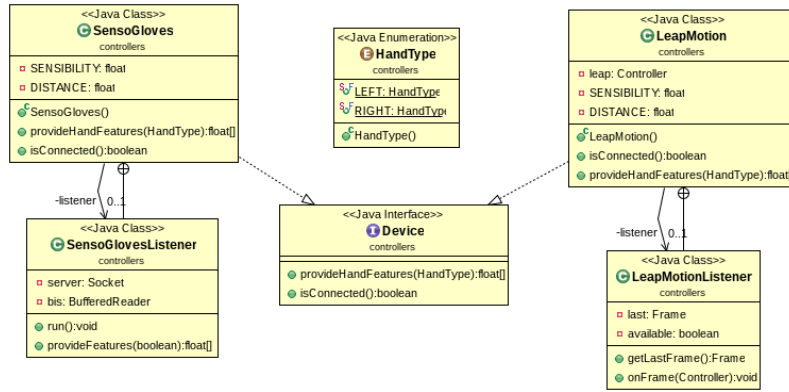 <<Java Class>>
SensoGloves
controllers
SENSIBILITY: float
DISTANCE: float
SensoGloves()
provideHandFeatures(HandType):float[]
isConnected():boolean
-listener
0..1
<<Java Class>>
SensoGlovesListener
controllers
server: Socket
bis: BufferedReader
run():void
provideFeatures(boolean):float[]
<<Java Enumeration>>
HandType
controllers
LEFT: HandType
RIGHT: HandType
HandType()
<<Java Interface>>
Device
controllers
provideHandFeatures(HandType):float[]
isConnected():boolean
<<Java Class>>
LeapMotion
controllers
leap: Controller
SENSIBILITY: float
DISTANCE: float
LeapMotion()
isConnected():boolean
provideHandFeatures(HandType):float[]
-listener
0..1
<<Java Class>>
LeapMotionListener
controllers
last: Frame
available: boolean
getLastFrame():Frame
onFrame(Controller):void